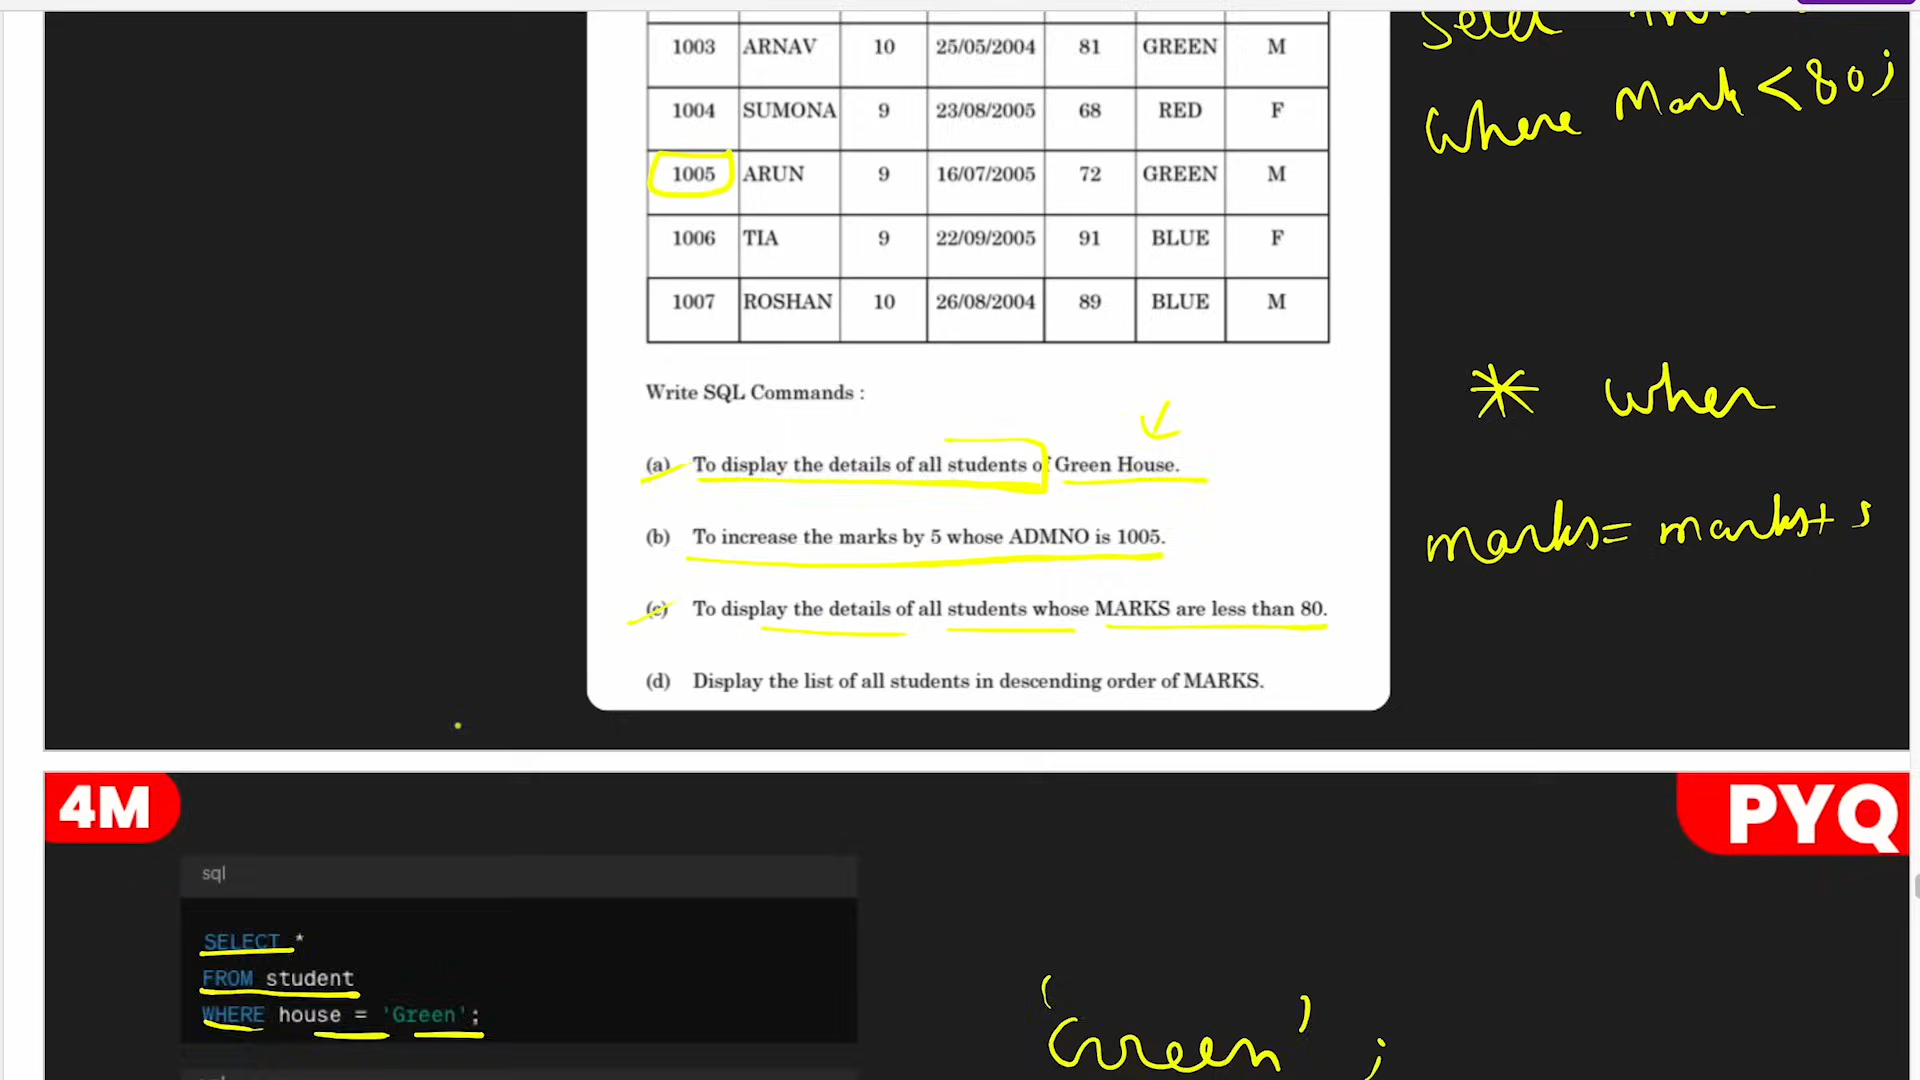 1003 ARNAV 10 25/05/2004 81 GREEN M
1004 SUMONA 9 23/08/2005 68 RED F
1005 ARUN 9 16/07/2005 72 GREEN M
1006 TIA 9 22/09/2005 91 BLUE F
1007 ROSHAN 10 26/08/2004 89 BLUE M
Write SQL Commands :
(a) To display the details of all students of Green House.
(b) To increase the marks by 5 whose ADMNO is 1005.
(c) To display the details of all students whose MARKS are less than 80.
(d) Display the list of all students in descending order of MARKS.
where Mark <80;
* wher
marks= marks+ 5
4M
PYQ
sql
SELECT *
FROM student
WHERE house = 'Green';
'Green' ;